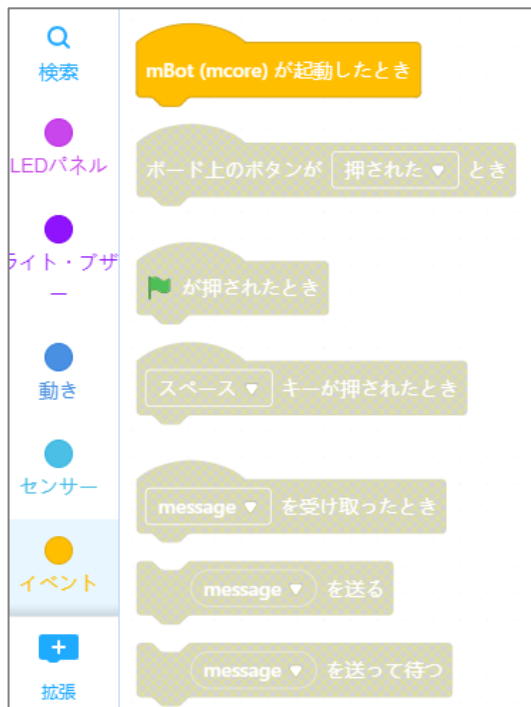 検索
LEDパネル
ライト・ブザ
ー
動き
センサー
イベント
拡張
mBot (mcore) が起動したとき
ボード上のボタンが 押された とき
が押されたとき
スペース キーが押されたとき
message を受け取ったとき
message を送る
message を送って待つ